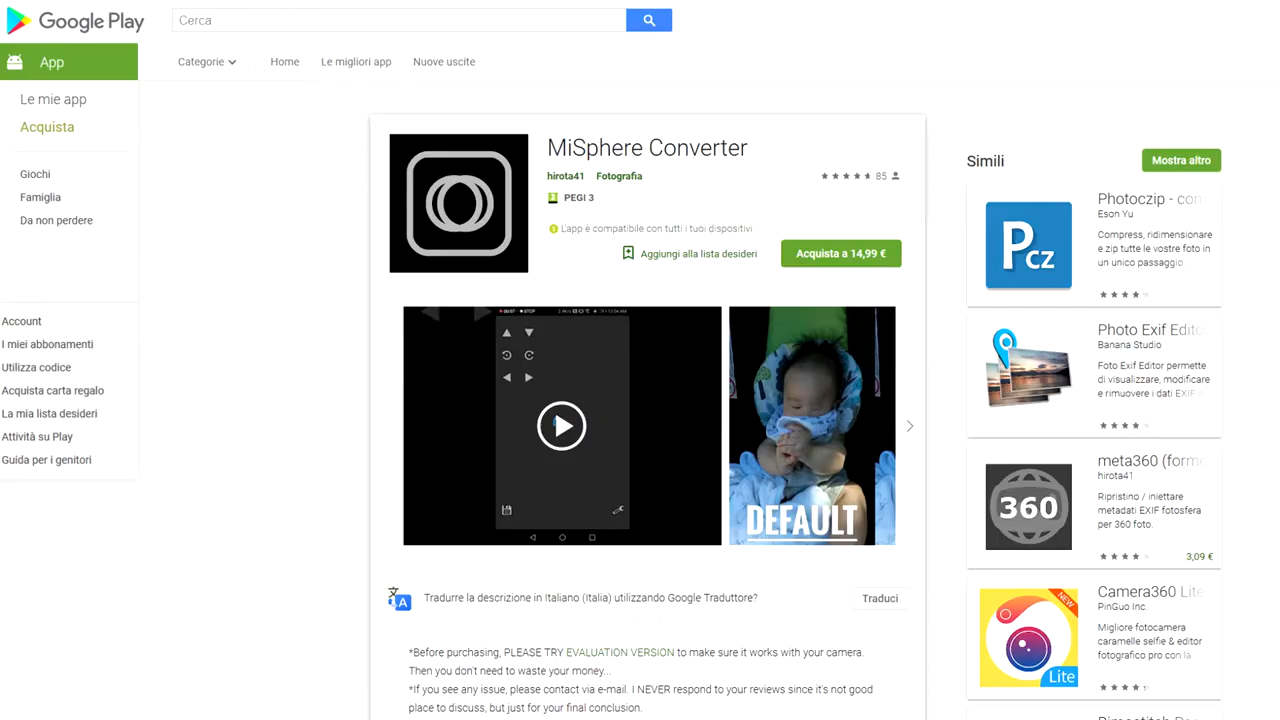 Google Play
Cerca
App
Categorie
Home
Le migliori app
Nuove uscite
Le mie app
Acquista
Giochi
Famiglia
Da non perdere
Account
I miei abbonamenti
Utilizza codice
Acquista carta regalo
La mia lista desideri
Attività su Play
Guida per i genitori
MiSphere Converter
hirota41 Fotografia
85
PEGI 3
L'app è compatibile con tutti i tuoi dispositivi.
Aggiungi alla lista desideri
Acquista a 14,99 €
DEFAULT
Tradurre la descrizione in Italiano (Italia) utilizzando Google Traduttore?
Traduci
*Before purchasing, PLEASE TRY EVALUATION VERSION to make sure it works with your camera.
Then you don't need to waste your money...
*If you see any issue, please contact via e-mail. I NEVER respond to your reviews since it's not good
place to discuss, but just for your final conclusion.
Simili
Mostra altro
Pcz
Photoczip - con
Eson Yu
Compress, ridimensionare
e zip tutte le vostre foto in
un unico passaggio
Photo Exif Edito
Banana Studio
Foto Exif Editor permette
di visualizzare, modificare
e rimuovere i dati EXIF
360
meta360 (forme
hirota41
Ripristino / iniettare
metadati EXIF fotosfera
per 360 foto.
3,09 €
NEW
Lite
Camera360 Lite
PinGuo Inc.
Migliore fotocamera
caramelle selfie & editor
fotografico pro con la